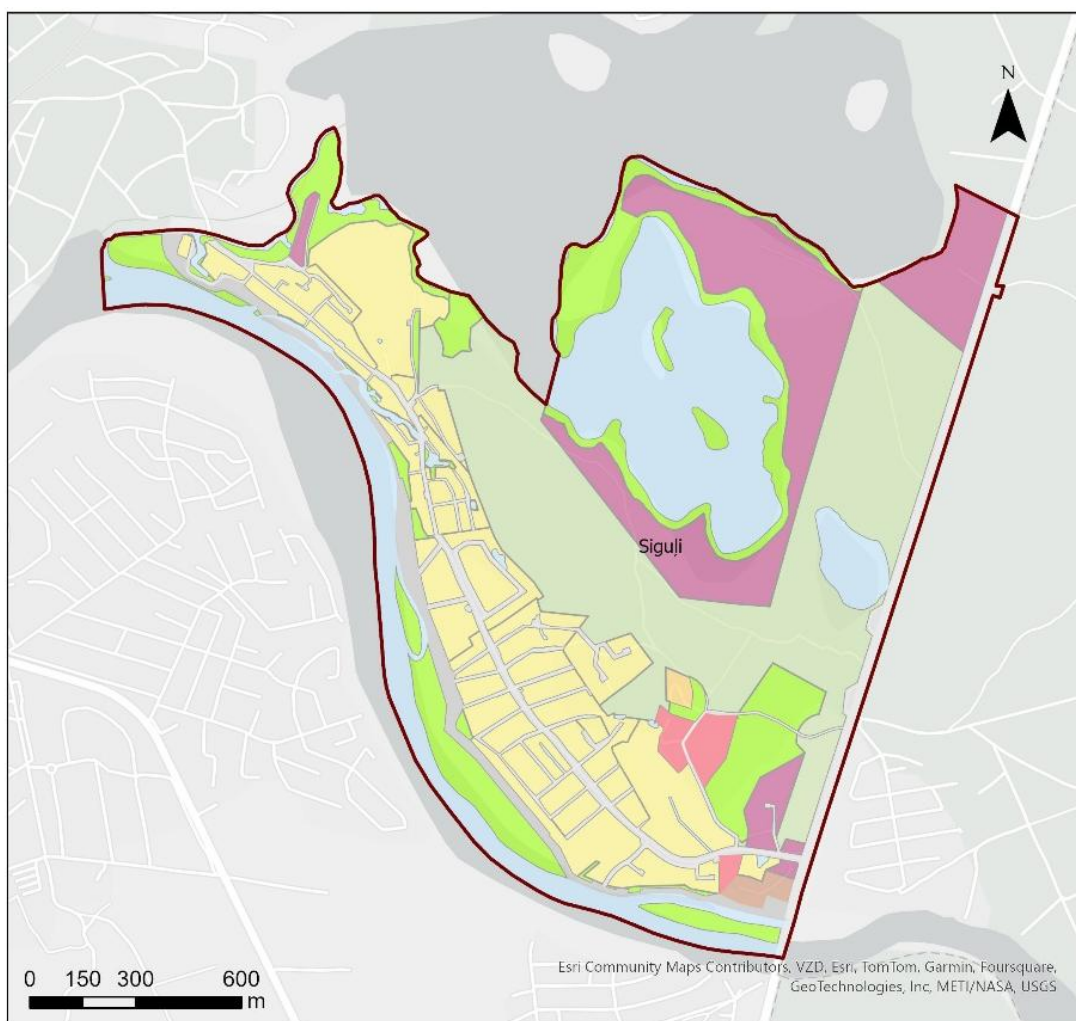 N
Siguļi
Esri Community Maps Contributors, VZD, Esri, TomTom, Garmin, Foursquare,
GeoTechnologies, Inc, METI/NASA, USGS
0 150 300 600
m